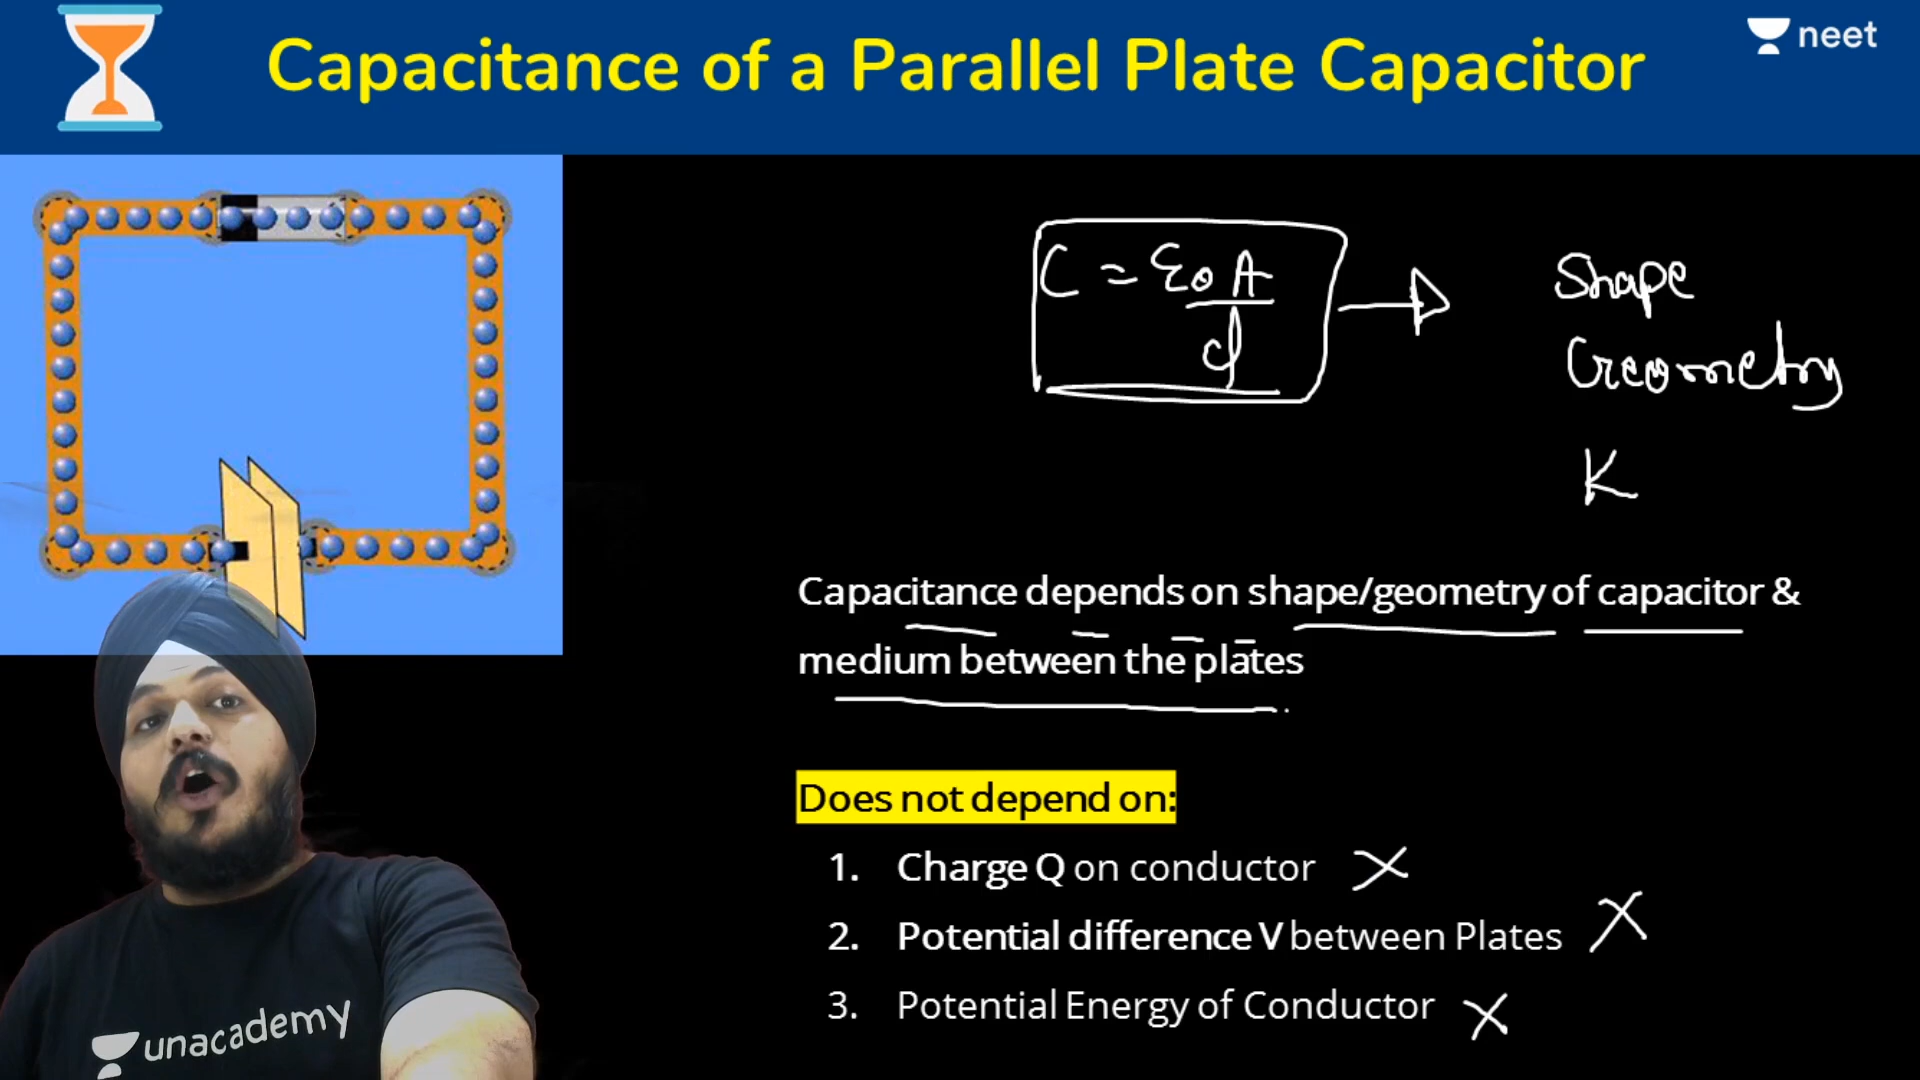 Capacitance of a Parallel Plate Capacitor
neet
C = ε₀A
d
Shape
Geometry
K
Capacitance depends on shape/geometry of capacitor &
medium between the plates
Does not depend on:
1. Charge Q on conductor
2. Potential difference V between Plates
3. Potential Energy of Conductor
unacademy